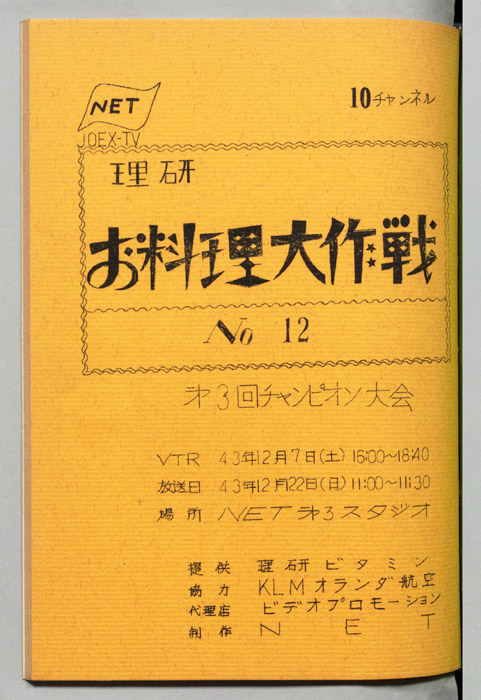 NET
10チャンネル
JOEX-TV
理研
お料理大作戦
No 12
才3回チャンピオン大会
VTR 43年12月7日(土) 16:00~18:40
放送日 43年12月22日(日) 11:00~11:30
場所 NET 才3スタジオ
提供 理研ビタミン
協力 KLMオランダ航空
代理店 ビデオプロモーション
制作 NET